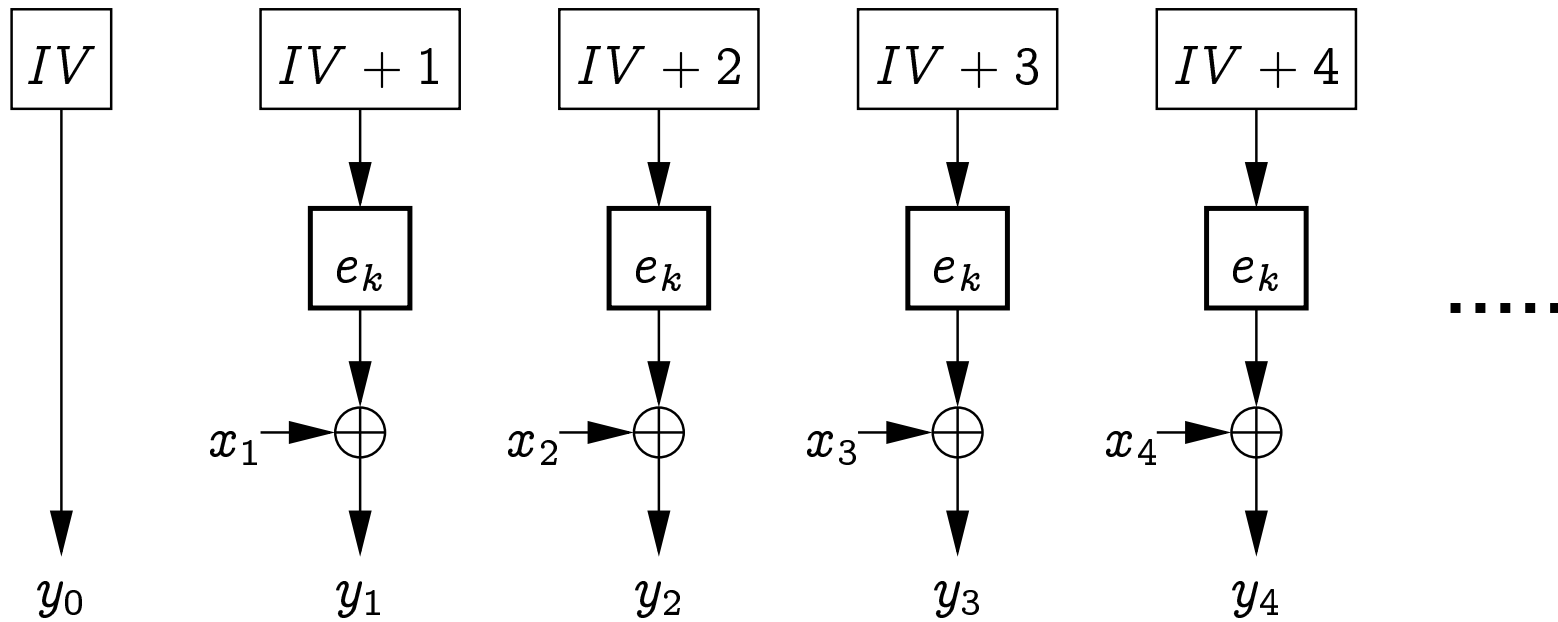 IV IV + 1 IV + 2 IV + 3 IV + 4
e_k e_k e_k e_k
.....
x_1 x_2 x_3 x_4
y_0 y_1 y_2 y_3 y_4